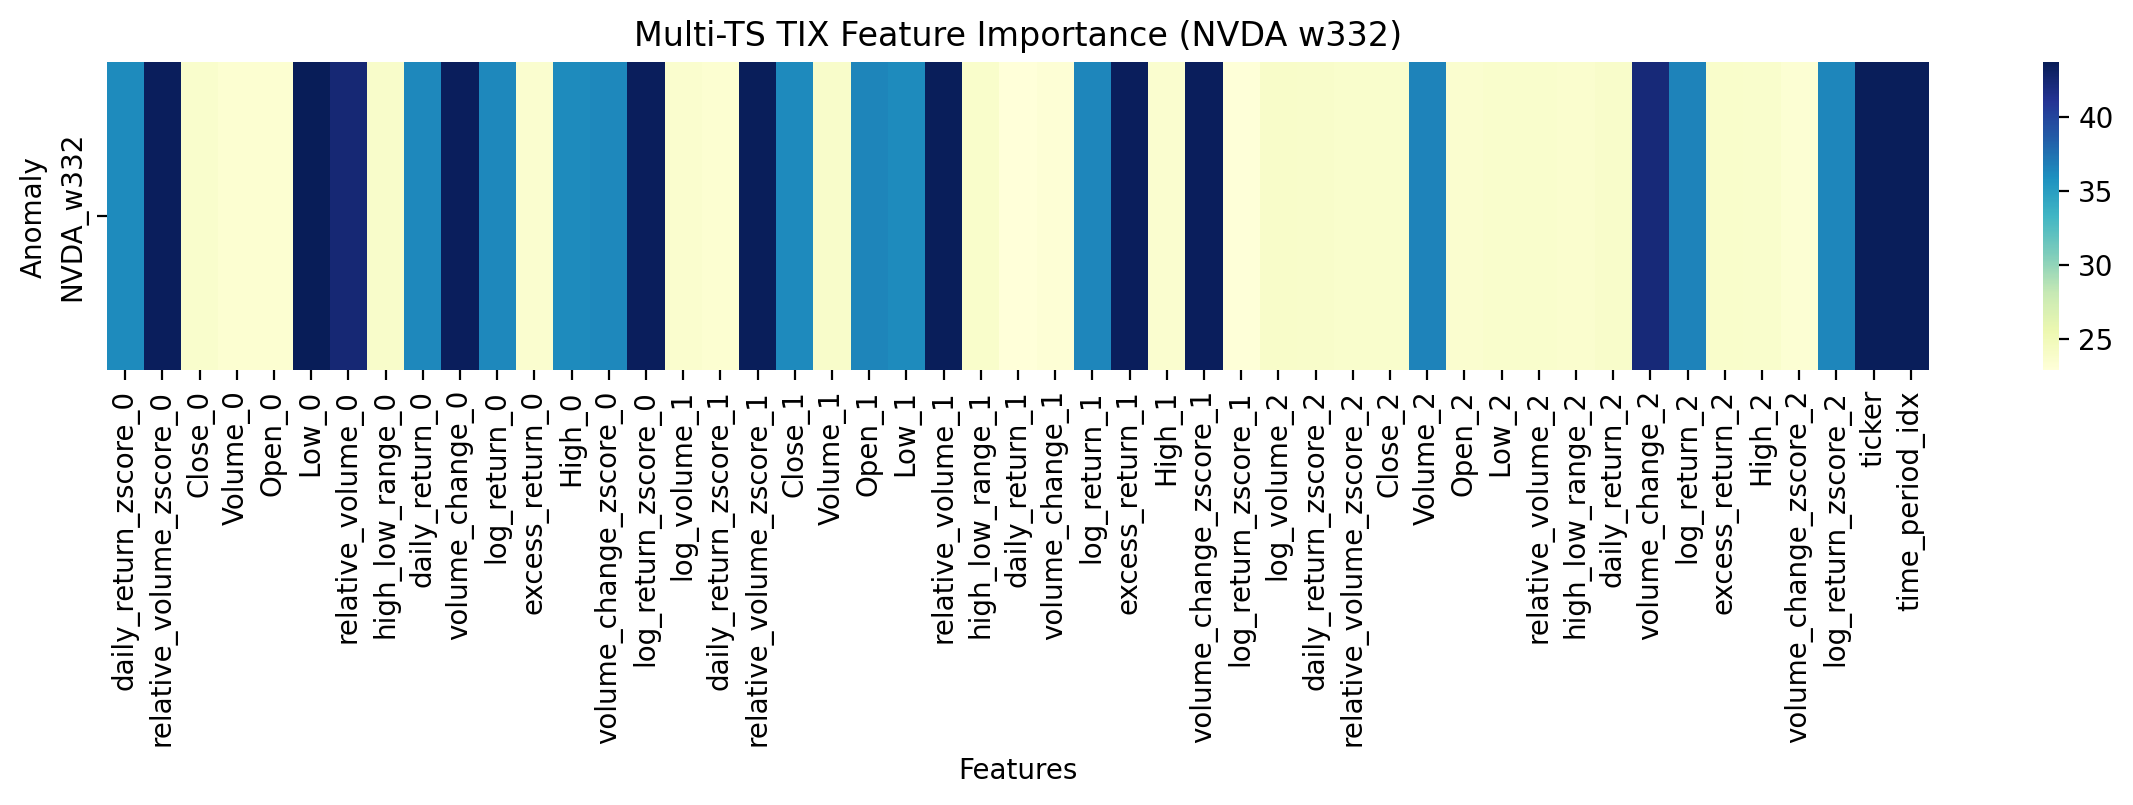 Multi-TS TIX Feature Importance (NVDA w332)
Anomaly
NVDA_w332
40
35
30
25
daily_return_zscore_0
relative_volume_zscore_0
Close_0
Volume_0
Open_0
Low_0
relative_volume_0
high_low_range_0
daily_return_0
volume_change_0
log_return_0
excess_return_0
High_0
volume_change_zscore_0
log_return_zscore_0
log_volume_1
daily_return_zscore_1
relative_volume_zscore_1
Close_1
Volume_1
Open_1
Low_1
relative_volume_1
high_low_range_1
daily_return_1
volume_change_1
log_return_1
excess_return_1
High_1
volume_change_zscore_1
log_return_zscore_1
log_volume_2
daily_return_zscore_2
relative_volume_zscore_2
Close_2
Volume_2
Open_2
Low_2
relative_volume_2
high_low_range_2
daily_return_2
volume_change_2
log_return_2
excess_return_2
High_2
volume_change_zscore_2
log_return_zscore_2
ticker
time_period_idx
Features